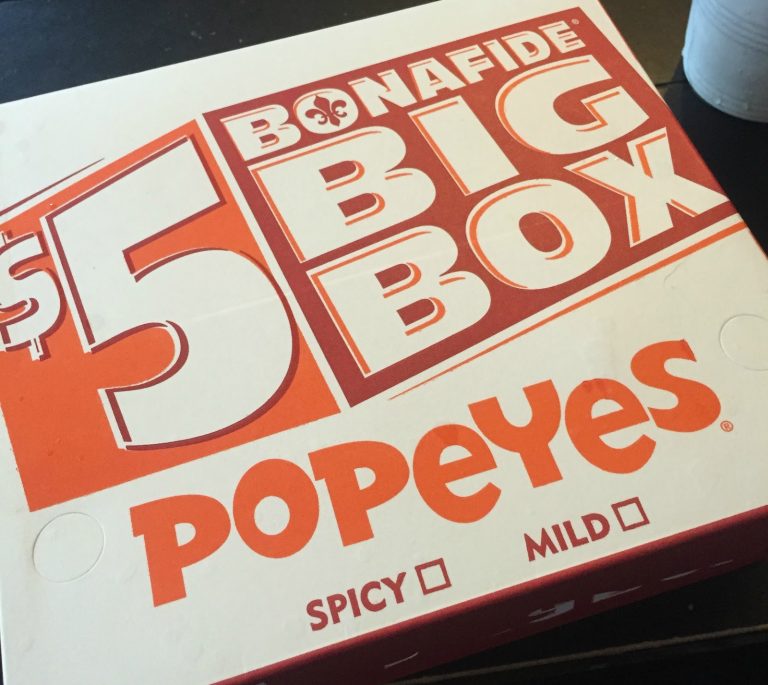 $5
BONAFIDE®
BIG
BOX
POPEYES®
SPICY
MILD